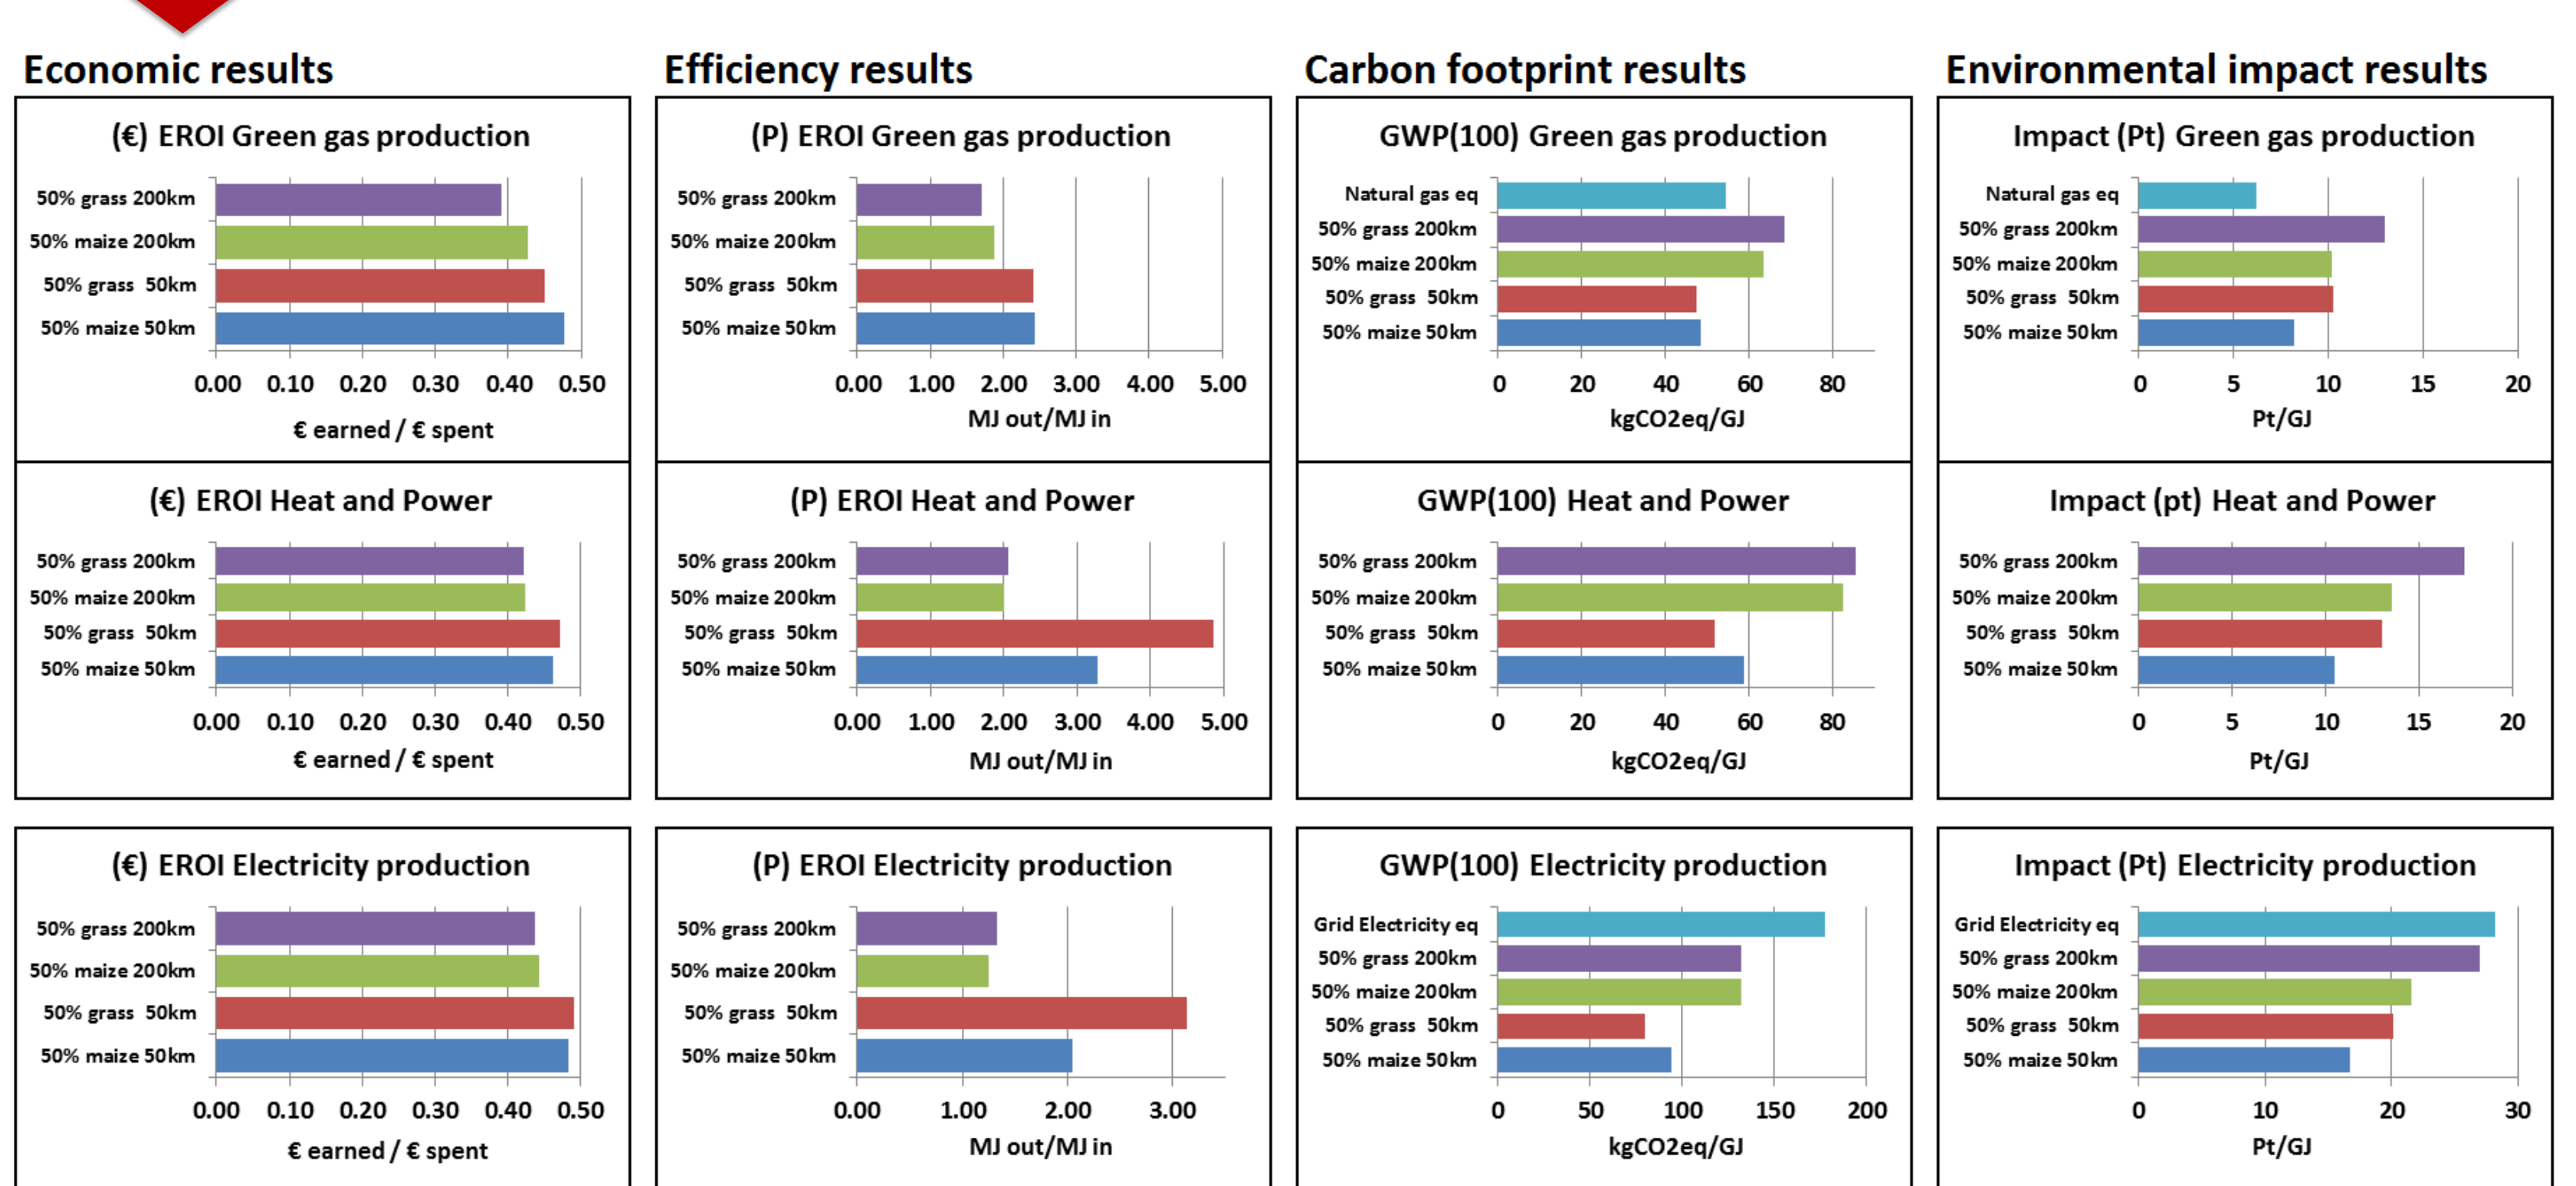 Economic results
(€) EROI Green gas production
50% grass 200km
50% maize 200km
50% grass 50km
50% maize 50km
0.00 0.10 0.20 0.30 0.40 0.50
€ earned / € spent
(€) EROI Heat and Power
50% grass 200km
50% maize 200km
50% grass 50km
50% maize 50km
0.00 0.10 0.20 0.30 0.40 0.50
€ earned / € spent
(€) EROI Electricity production
50% grass 200km
50% maize 200km
50% grass 50km
50% maize 50km
0.00 0.10 0.20 0.30 0.40 0.50
€ earned / € spent
Efficiency results
(P) EROI Green gas production
50% grass 200km
50% maize 200km
50% grass 50km
50% maize 50km
0.00 1.00 2.00 3.00 4.00 5.00
MJ out/MJ in
(P) EROI Heat and Power
50% grass 200km
50% maize 200km
50% grass 50km
50% maize 50km
0.00 1.00 2.00 3.00 4.00 5.00
MJ out/MJ in
(P) EROI Electricity production
50% grass 200km
50% maize 200km
50% grass 50km
50% maize 50km
0.00 1.00 2.00 3.00
MJ out/MJ in
Carbon footprint results
GWP(100) Green gas production
Natural gas eq
50% grass 200km
50% maize 200km
50% grass 50km
50% maize 50km
0 20 40 60 80
kgCO2eq/GJ
GWP(100) Heat and Power
50% grass 200km
50% maize 200km
50% grass 50km
50% maize 50km
0 20 40 60 80
kgCO2eq/GJ
GWP(100) Electricity production
Grid Electricity eq
50% grass 200km
50% maize 200km
50% grass 50km
50% maize 50km
0 50 100 150 200
kgCO2eq/GJ
Environmental impact results
Impact (Pt) Green gas production
Natural gas eq
50% grass 200km
50% maize 200km
50% grass 50km
50% maize 50km
0 5 10 15 20
Pt/GJ
Impact (pt) Heat and Power
50% grass 200km
50% maize 200km
50% grass 50km
50% maize 50km
0 5 10 15 20
Pt/GJ
Impact (Pt) Electricity production
Grid Electricity eq
50% grass 200km
50% maize 200km
50% grass 50km
50% maize 50km
0 10 20 30
Pt/GJ